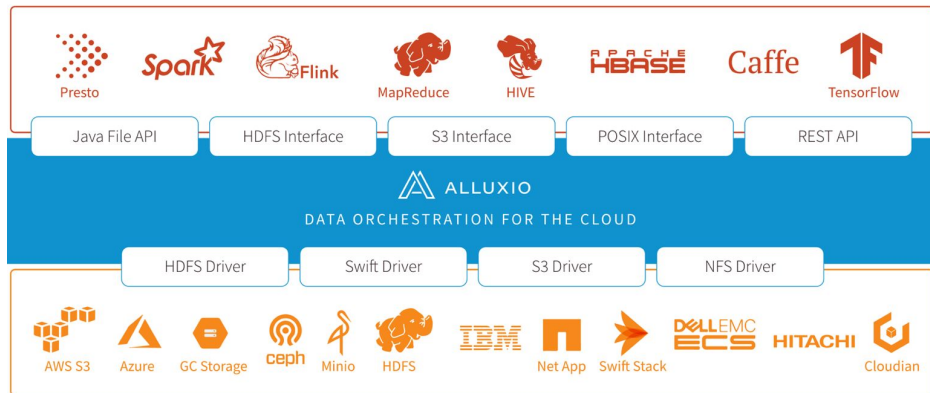 Presto
Spark
Flink
MapReduce
HIVE
APACHE
HBASE
Caffe
TensorFlow
Java File API
HDFS Interface
S3 Interface
POSIX Interface
REST API
ALLUXIO
DATA ORCHESTRATION FOR THE CLOUD
HDFS Driver
Swift Driver
S3 Driver
NFS Driver
AWS S3
Azure
GC Storage
ceph
Minio
HDFS
IBM
Net App
Swift Stack
DELLEMC
ECS
HITACHI
Cloudian